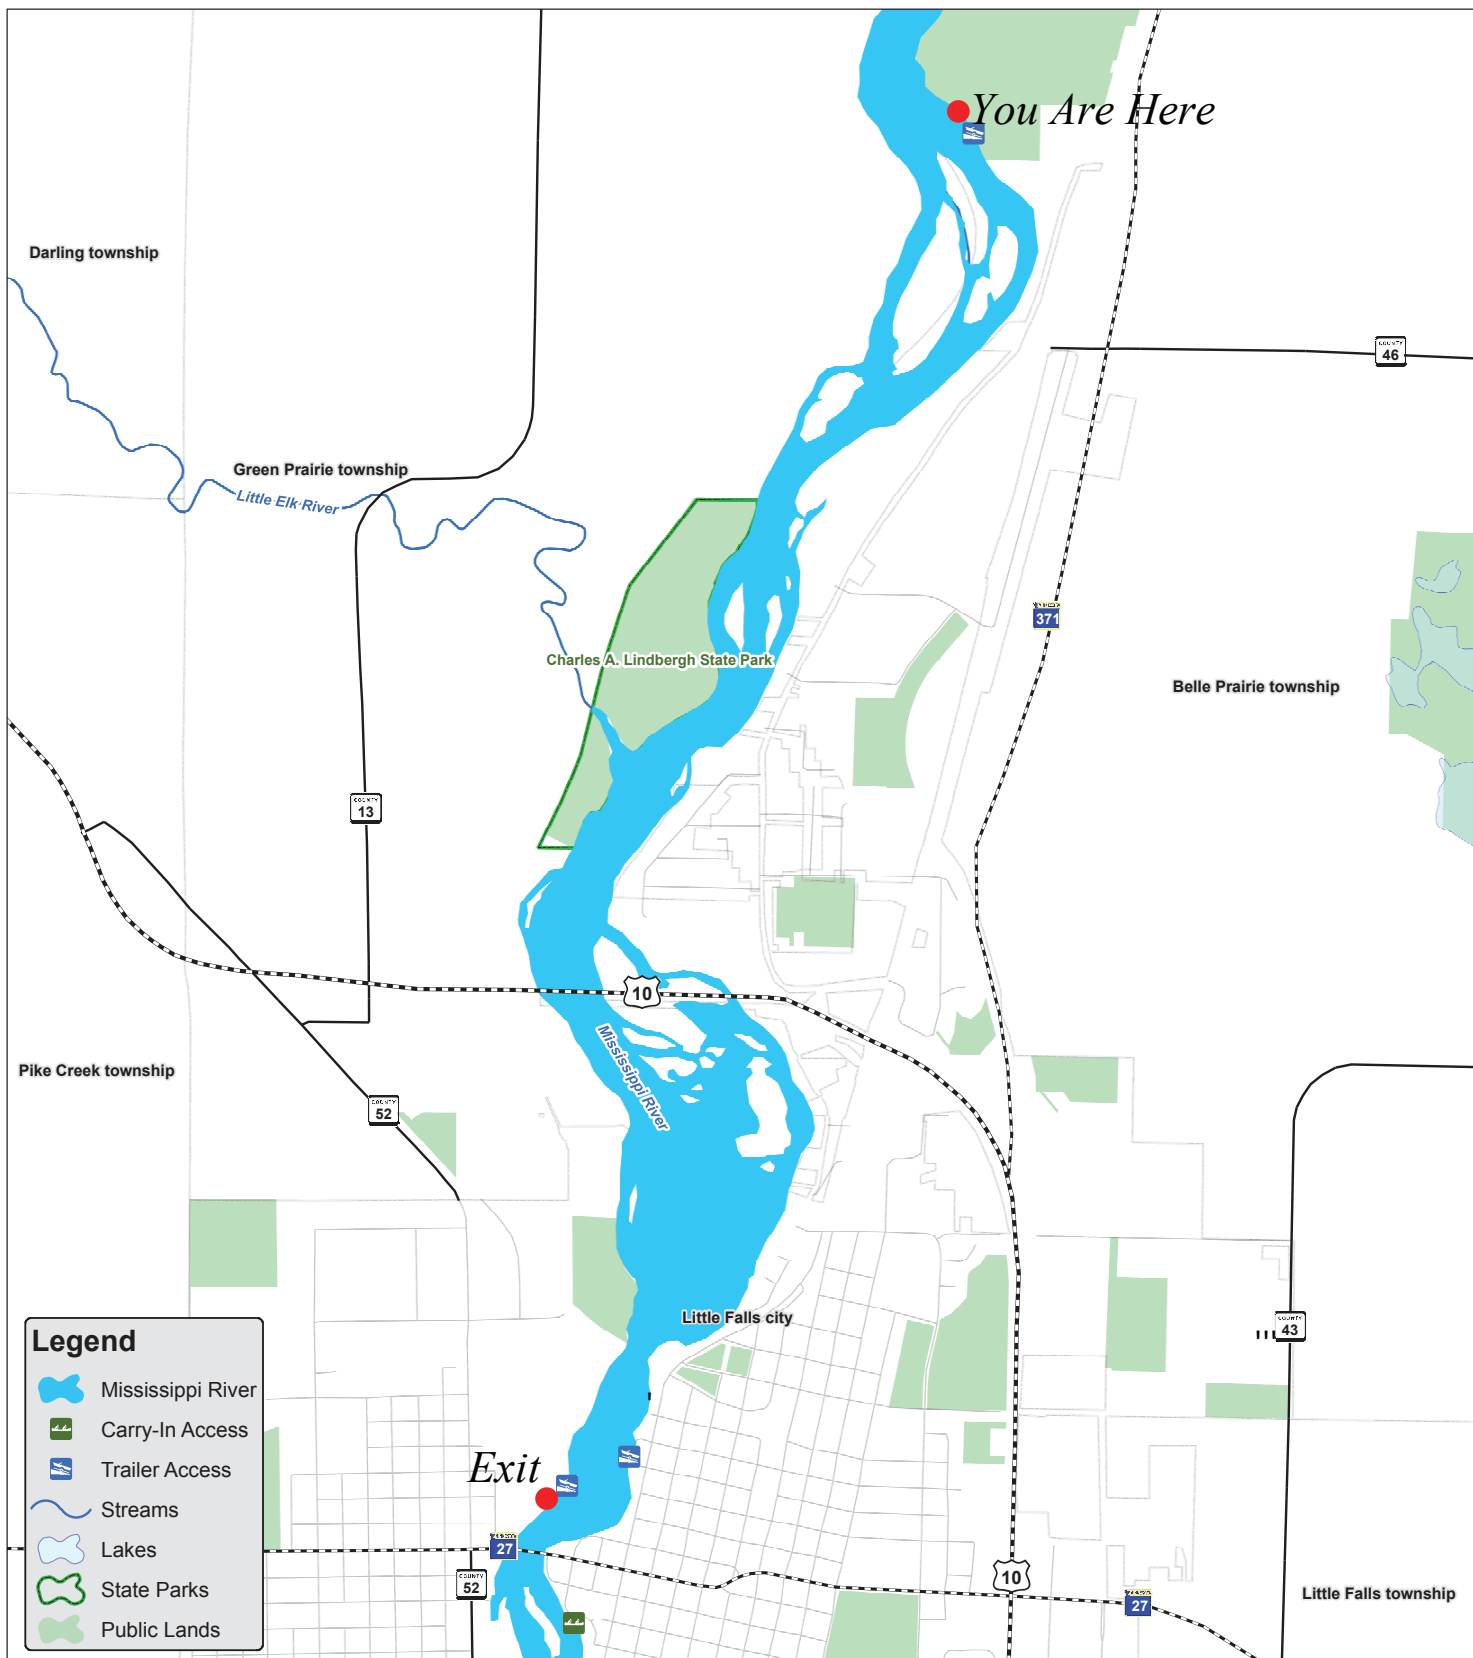 You Are Here
Darling township
COUNTY
46
Green Prairie township
Little Elk River
371
Charles A. Lindbergh State Park
Belle Prairie township
COUNTY
13
10
Mississippi River
Pike Creek township
COUNTY
52
Little Falls city
COUNTY
43
Legend
Mississippi River
Carry-In Access
Trailer Access
Streams
Lakes
State Parks
Public Lands
Exit
27
COUNTY
52
10
27
Little Falls township